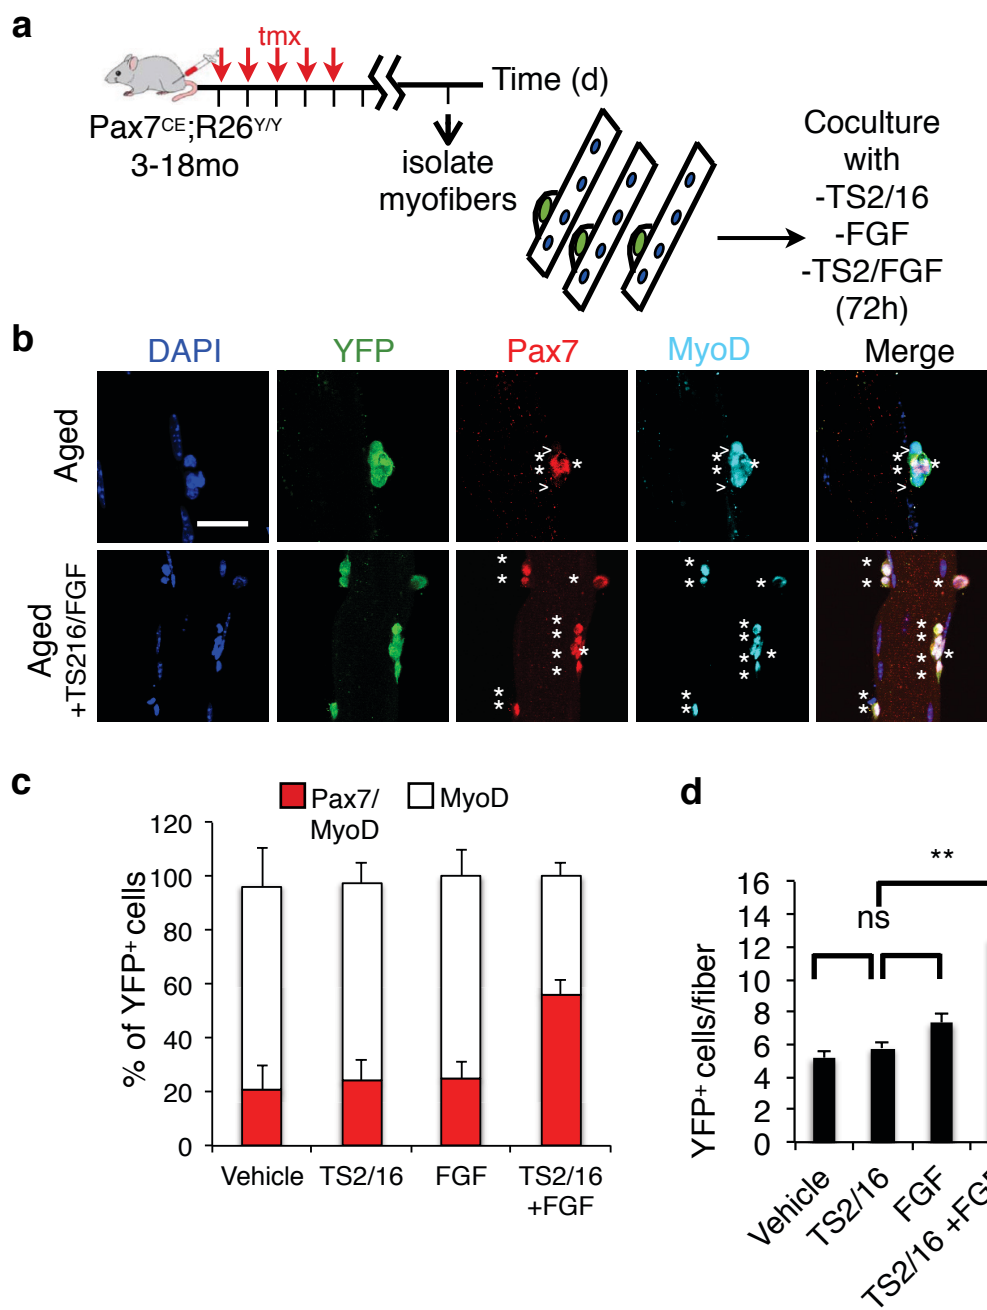 a
tmx
Time (d)
Pax7CE;R26Y/Y
3-18mo
isolate
myofibers
Coculture
with
-TS2/16
-FGF
-TS2/FGF
(72h)
b
DAPI
YFP
Pax7
MyoD
Merge
Aged
> * * * >
> * * * >
> * * * >
Aged
+TS216/FGF
* * * * * * * * * *
* * * * * * * * * *
* * * * * * * * * *
c
Pax7/
MyoD
MyoD
% of YFP+ cells
120
100
80
60
40
20
0
Vehicle
TS2/16
FGF
TS2/16
+FGF
d
**
ns
YFP+ cells/fiber
16
14
12
10
8
6
4
2
0
Vehicle
TS2/16
FGF
TS2/16 +FGF